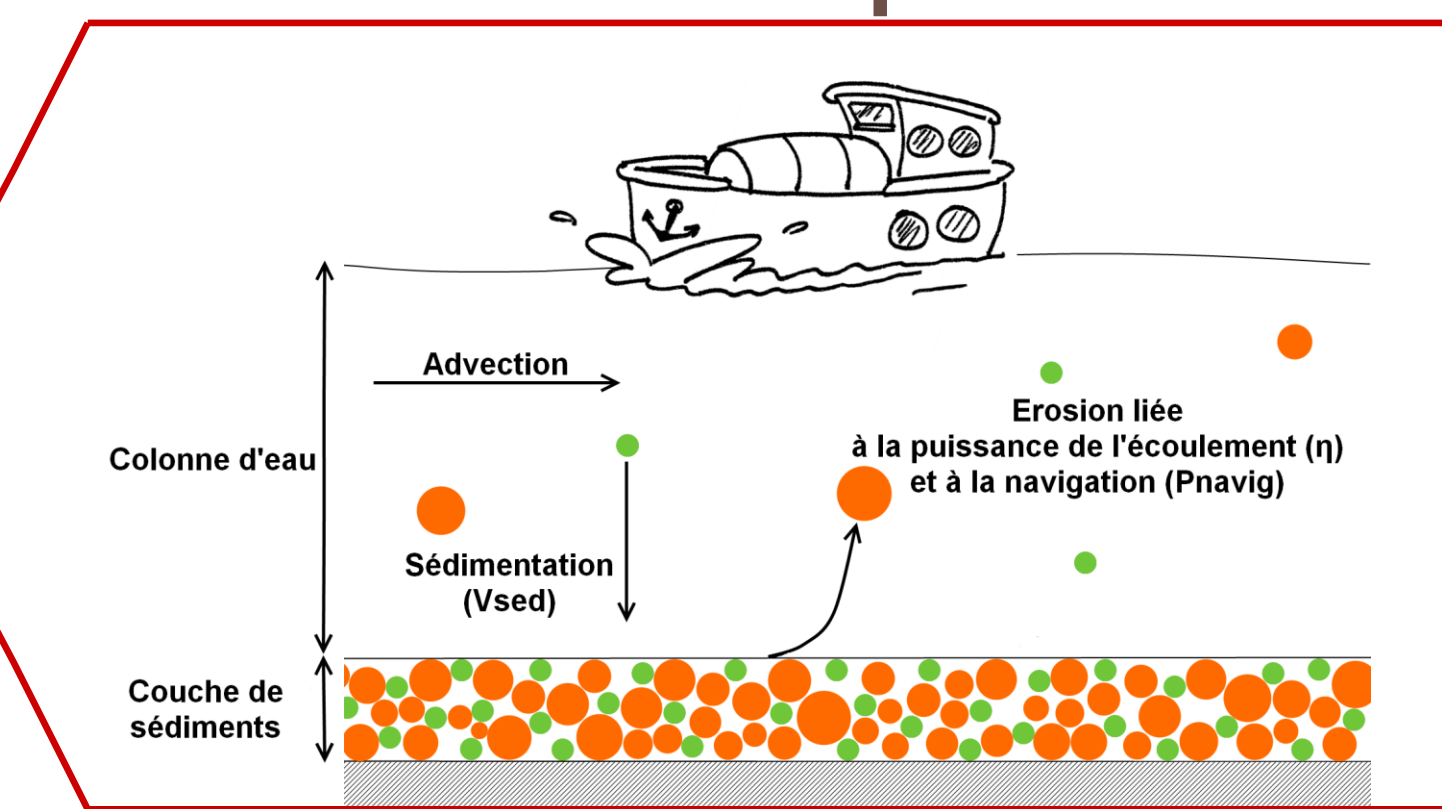 Advection
Erosion liée
à la puissance de l'écoulement (η)
et à la navigation (Pnavig)
Colonne d'eau
Sédimentation
(Vsed)
Couche de
sédiments